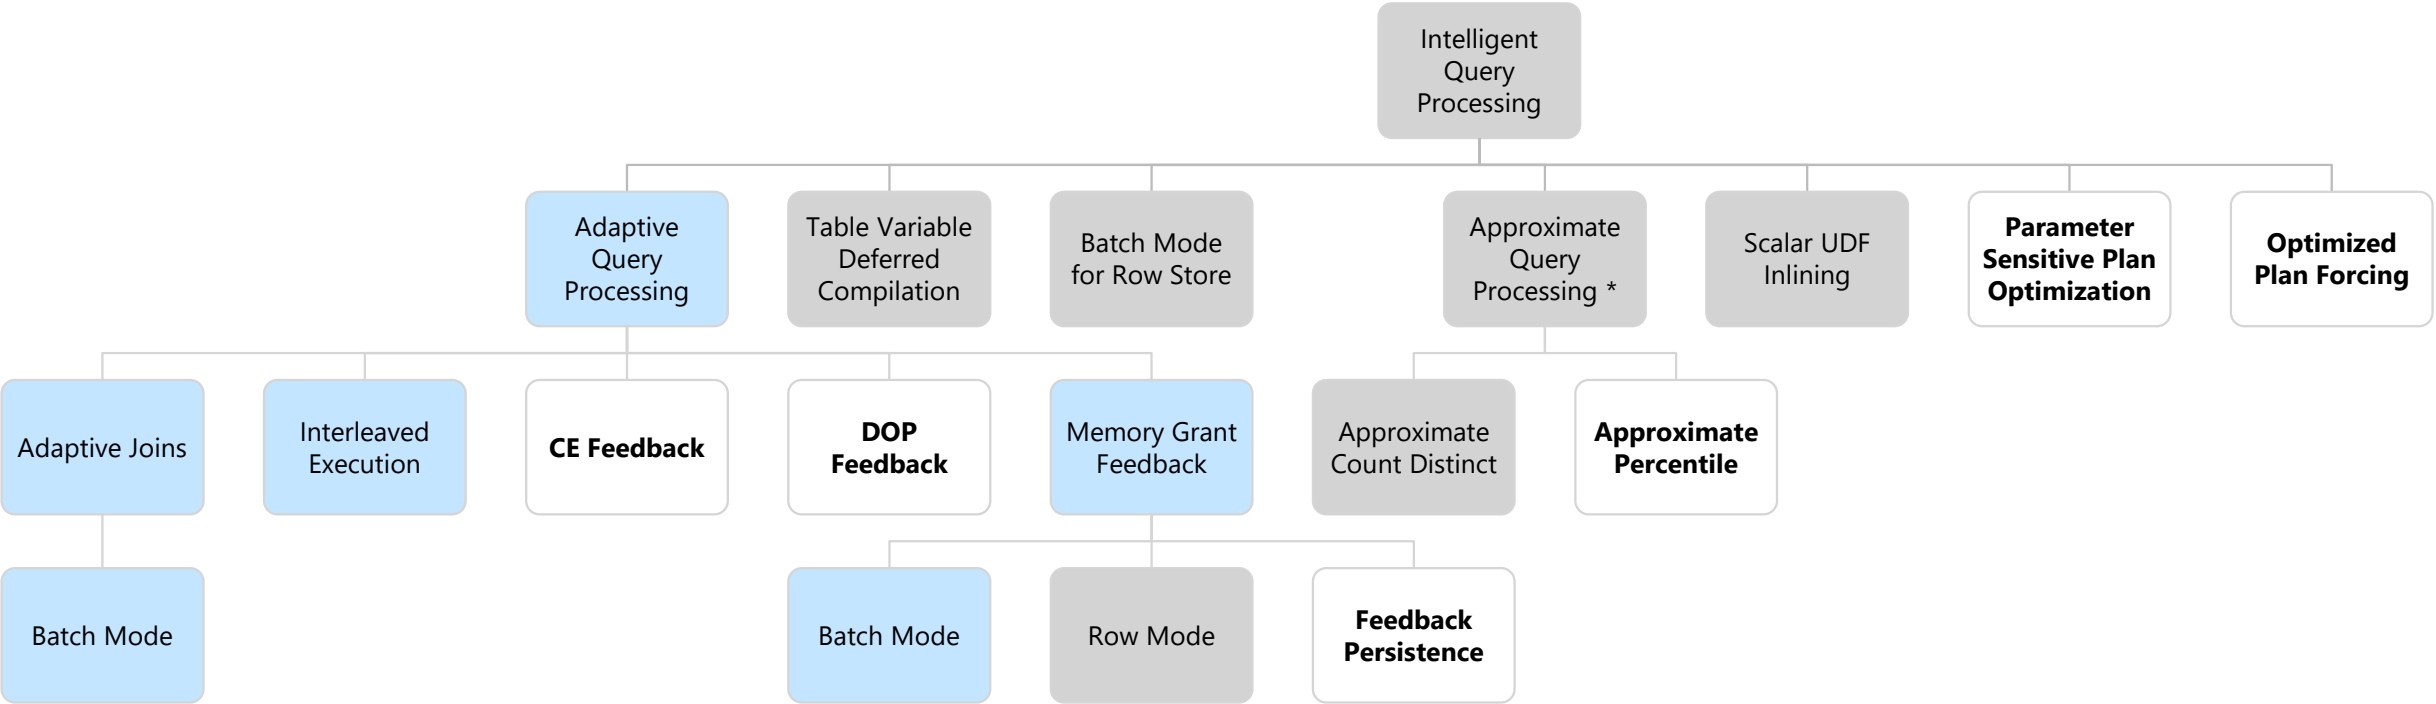 Intelligent
Query
Processing
Adaptive
Query
Processing
Table Variable
Deferred
Compilation
Batch Mode
for Row Store
Approximate
Query
Processing *
Scalar UDF
Inlining
Parameter
Sensitive Plan
Optimization
Optimized
Plan Forcing
Adaptive Joins
Interleaved
Execution
CE Feedback
DOP
Feedback
Memory Grant
Feedback
Approximate
Count Distinct
Approximate
Percentile
Batch Mode
Batch Mode
Row Mode
Feedback
Persistence